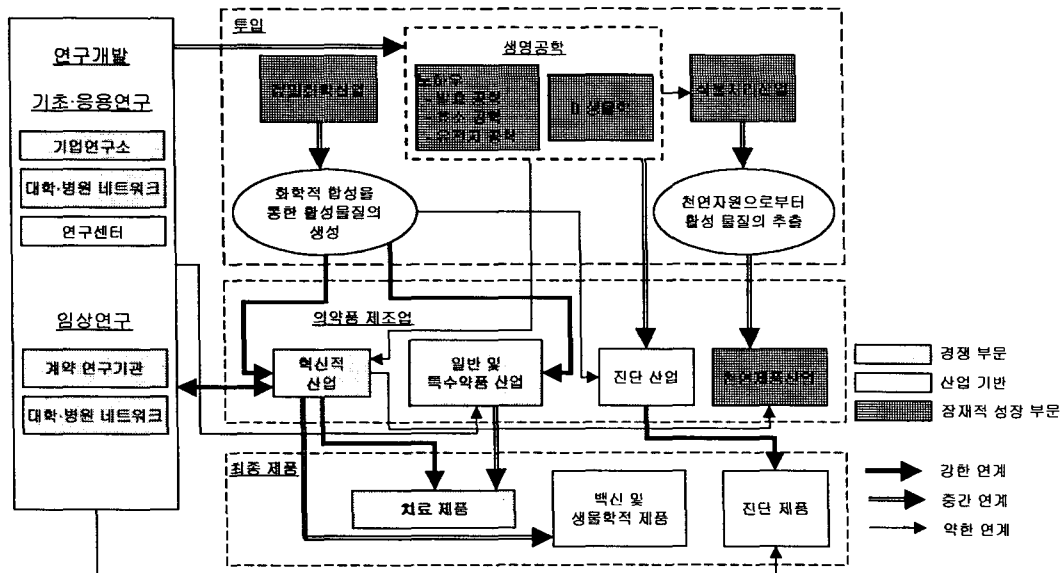 연구개발
기초·응용연구
기업연구소
대학·병원 네트워크
연구센터
임상연구
계약 연구기관
대학·병원 네트워크
투입
생명공학
노하우
- 발효 공학
- 효소 공학
- 유전자 공학
미생물학
화학적 합성을
통한 활성물질의
생성
천연자원으로부터
활성 물질의 추출
의약품 제조업
혁신적
산업
일반 및
특수약품 산업
진단 산업
최종 제품
치료 제품
백신 및
생물학적 제품
진단 제품
경쟁 부문
산업 기반
잠재적 성장 부문
강한 연계
중간 연계
약한 연계